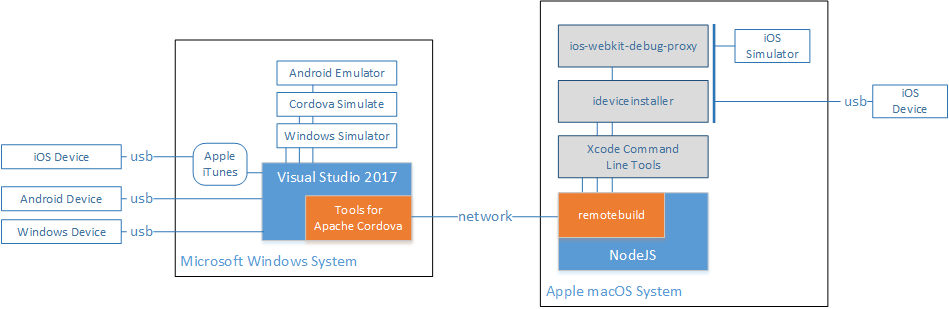 Android Emulator
Cordova Simulate
Windows Simulator
iOS Device
usb
Apple
iTunes
Visual Studio 2017
Android Device
usb
Tools for
Apache Cordova
Windows Device
usb
Microsoft Windows System
network
ios-webkit-debug-proxy
iOS
Simulator
ideviceinstaller
usb
iOS
Device
Xcode Command
Line Tools
remotebuild
NodeJS
Apple macOS System